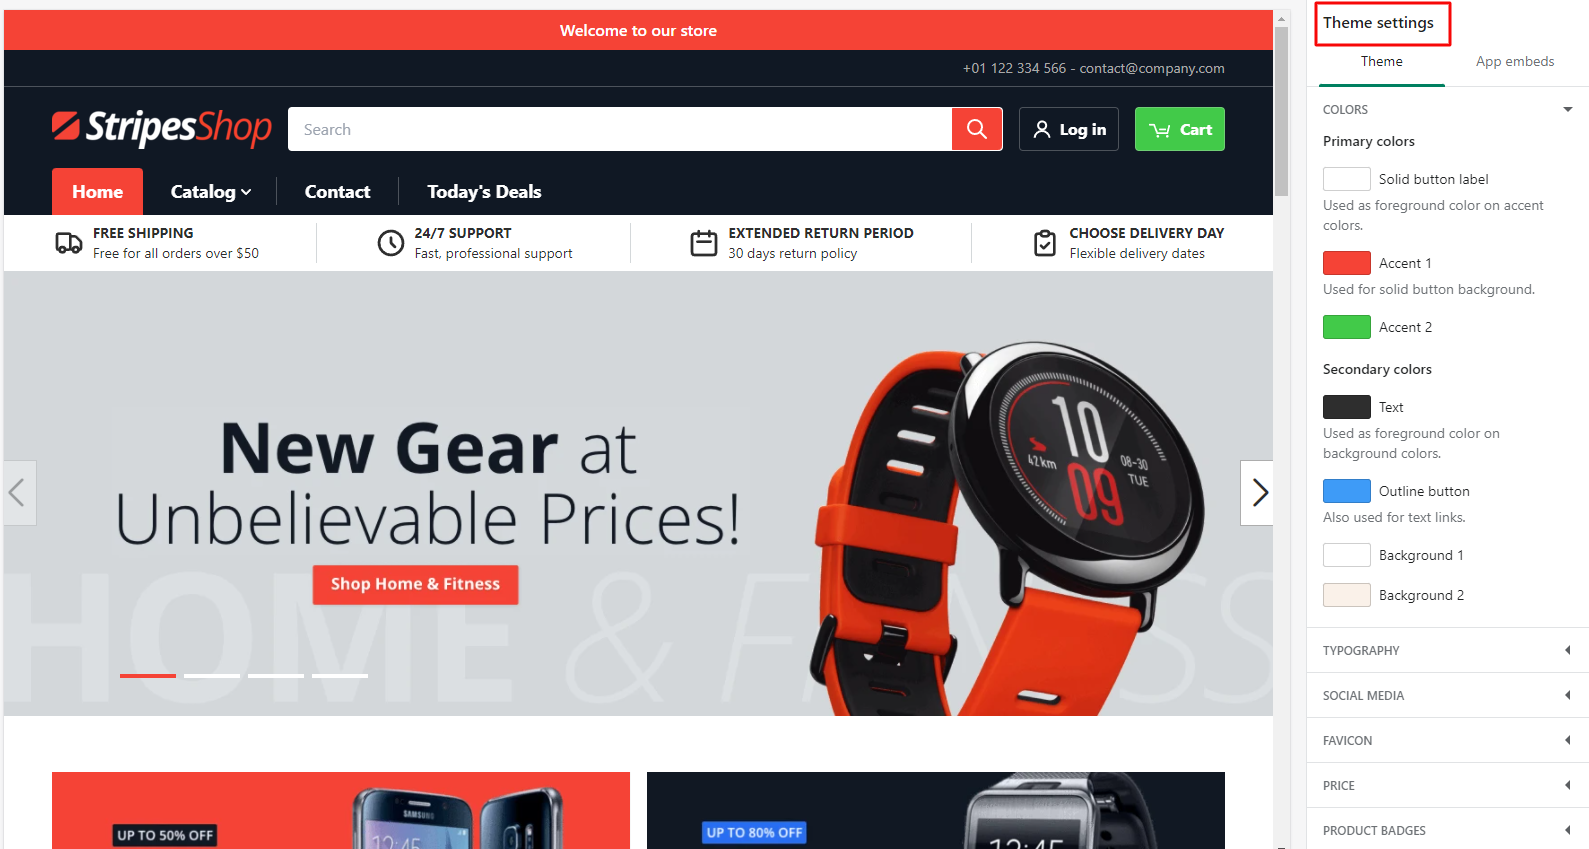 Welcome to our store
+01 122 334 566 - contact@company.com
StripesShop
Search
Log in
Cart
Home
Catalog
Contact
Today's Deals
FREE SHIPPING
Free for all orders over $50
24/7 SUPPORT
Fast, professional support
EXTENDED RETURN PERIOD
30 days return policy
CHOOSE DELIVERY DAY
Flexible delivery dates
New Gear at
Unbelievable Prices!
Shop Home & Fitness
HOME & FITNESS
10
09
42 km
08-30
TUE
UP TO 50% OFF
SAMSUNG
12:45
UP TO 80% OFF
Theme settings
Theme
App embeds
COLORS
Primary colors
Solid button label
Used as foreground color on accent
colors.
Accent 1
Used for solid button background.
Accent 2
Secondary colors
Text
Used as foreground color on
background colors.
Outline button
Also used for text links.
Background 1
Background 2
TYPOGRAPHY
SOCIAL MEDIA
FAVICON
PRICE
PRODUCT BADGES